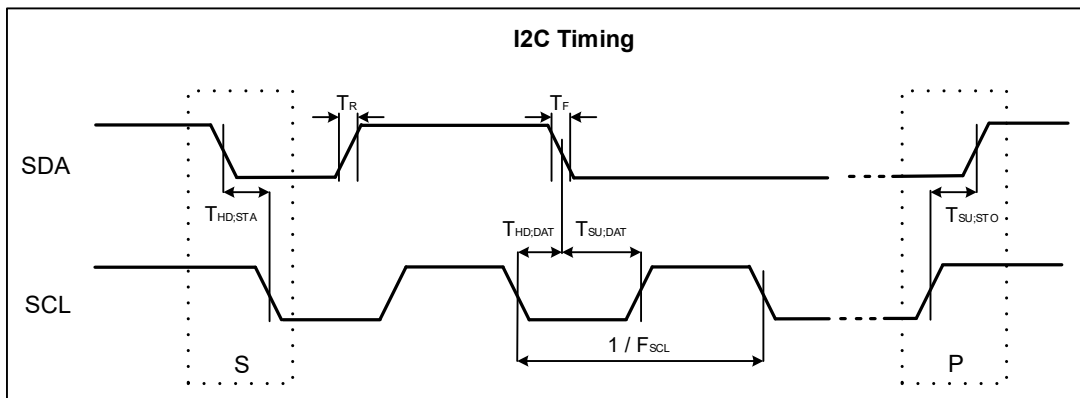 I2C Timing
TR
TF
SDA
THD;STA
THD;DAT
TSU;DAT
TSU;STO
SCL
1 / FSCL
S
P